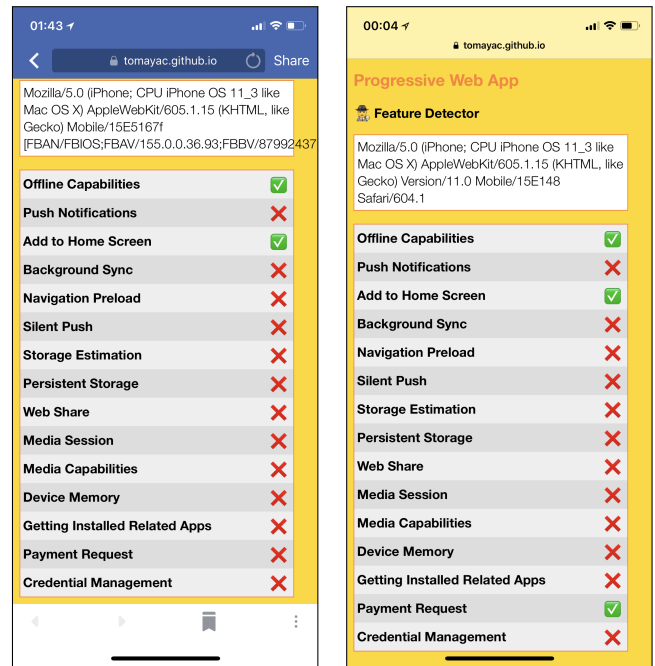 01:43
tomayac.github.io
Share
Mozilla/5.0 (iPhone; CPU iPhone OS 11_3 like
Mac OS X) AppleWebKit/605.1.15 (KHTML, like
Gecko) Mobile/15E5167f
[FBAN/FBIOS;FBAV/155.0.0.36.93;FBBV/87992437
Offline Capabilities
Push Notifications
Add to Home Screen
Background Sync
Navigation Preload
Silent Push
Storage Estimation
Persistent Storage
Web Share
Media Session
Media Capabilities
Device Memory
Getting Installed Related Apps
Payment Request
Credential Management
00:04
tomayac.github.io
Progressive Web App
Feature Detector
Mozilla/5.0 (iPhone; CPU iPhone OS 11_3 like
Mac OS X) AppleWebKit/605.1.15 (KHTML, like
Gecko) Version/11.0 Mobile/15E148
Safari/604.1
Offline Capabilities
Push Notifications
Add to Home Screen
Background Sync
Navigation Preload
Silent Push
Storage Estimation
Persistent Storage
Web Share
Media Session
Media Capabilities
Device Memory
Getting Installed Related Apps
Payment Request
Credential Management